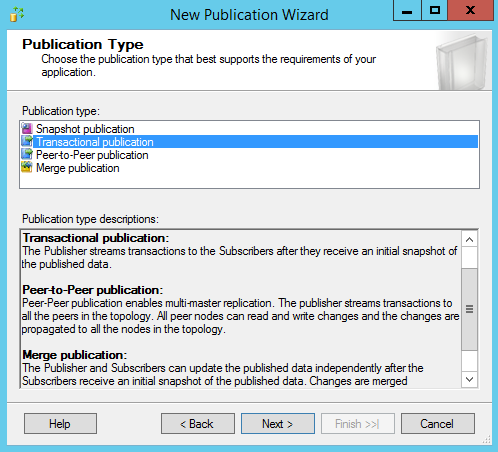 New Publication Wizard
Publication Type
Choose the publication type that best supports the requirements of your
application.
Publication type:
Snapshot publication
Transactional publication
Peer-to-Peer publication
Merge publication
Publication type descriptions:
Transactional publication:
The Publisher streams transactions to the Subscribers after they receive an initial snapshot of
the published data.
Peer-to-Peer publication:
Peer-Peer publication enables multi-master replication. The publisher streams transactions to
all the peers in the topology. All peer nodes can read and write changes and the changes are
propagated to all the nodes in the topology.
Merge publication:
The Publisher and Subscribers can update the published data independently after the
Subscribers receive an initial snapshot of the published data. Changes are merged
Help
< Back
Next >
Finish >>|
Cancel